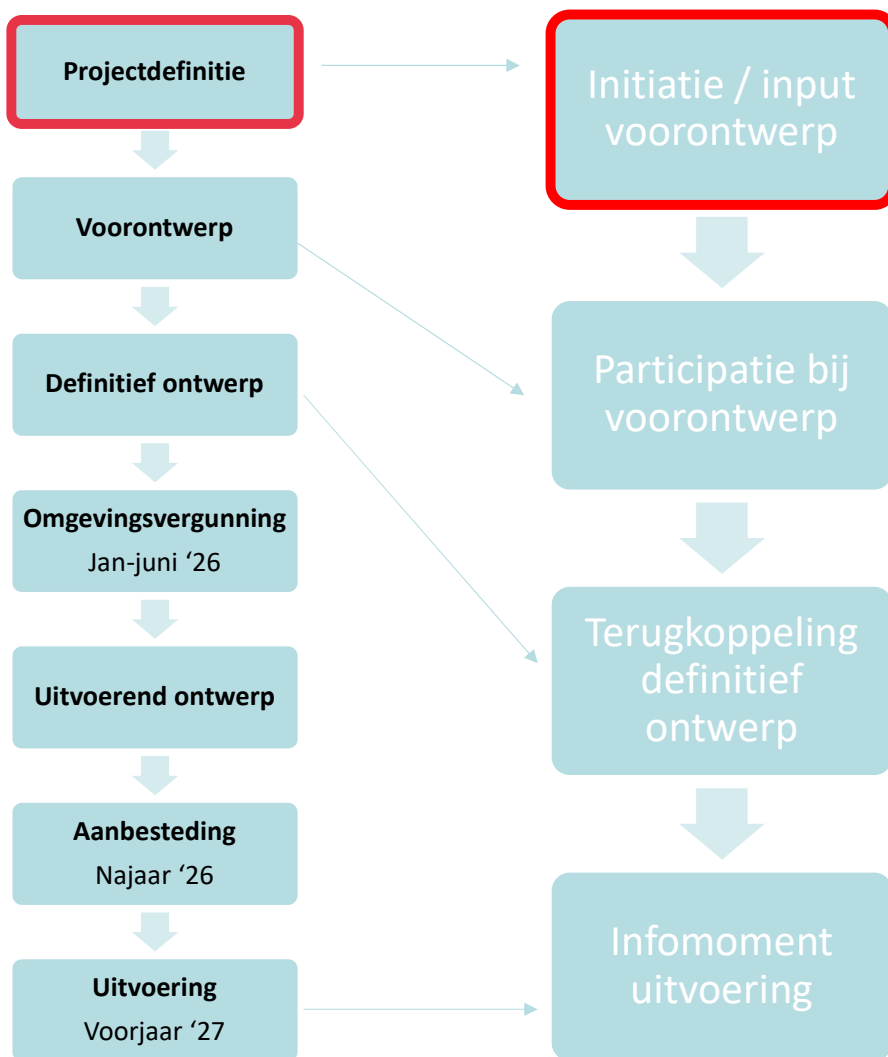 Projectdefinitie
Voorontwerp
Definitief ontwerp
Omgevingsvergunning
Jan-juni ‘26
Uitvoerend ontwerp
Aanbesteding
Najaar ‘26
Uitvoering
Voorjaar ‘27
Initiatie / input
voorontwerp
Participatie bij
voorontwerp
Terugkoppeling
definitief
ontwerp
Infomoment
uitvoering